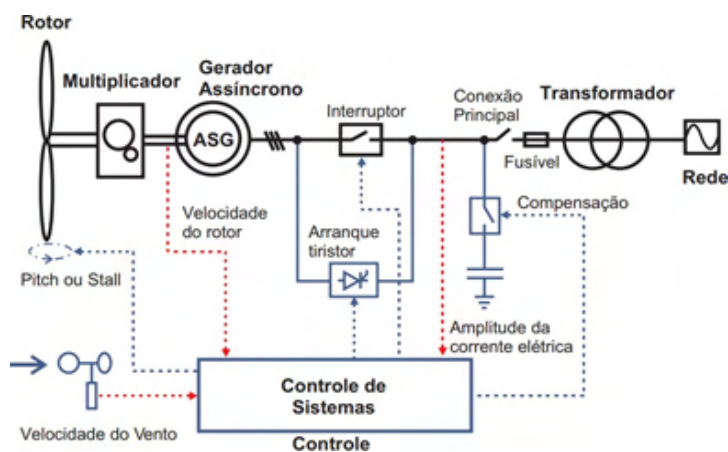 Rotor
Multiplicador
Gerador
Assíncrono
ASG
Interruptor
Conexão
Principal
Transformador
Fusível
Rede
Velocidade
do rotor
Arranque
tiristor
Compensação
Pitch ou Stall
Amplitude da
corrente elétrica
Controle de
Sistemas
Velocidade do Vento
Controle